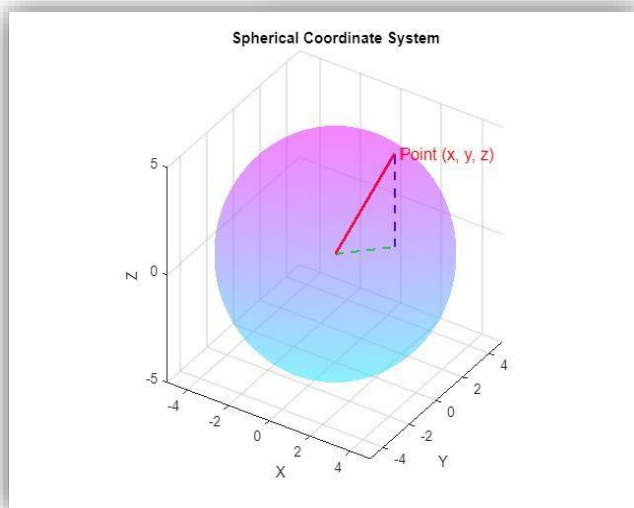 Spherical Coordinate System
Point (x, y, z)
5
0
-5
Z
-4
-2
0
2
4
X
-4
-2
0
2
4
Y